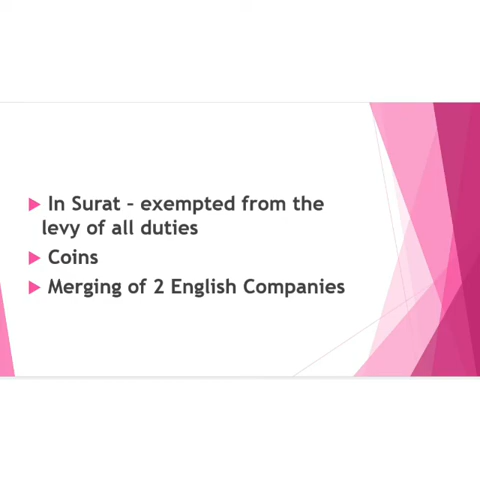 In Surat – exempted from the
levy of all duties
Coins
Merging of 2 English Companies